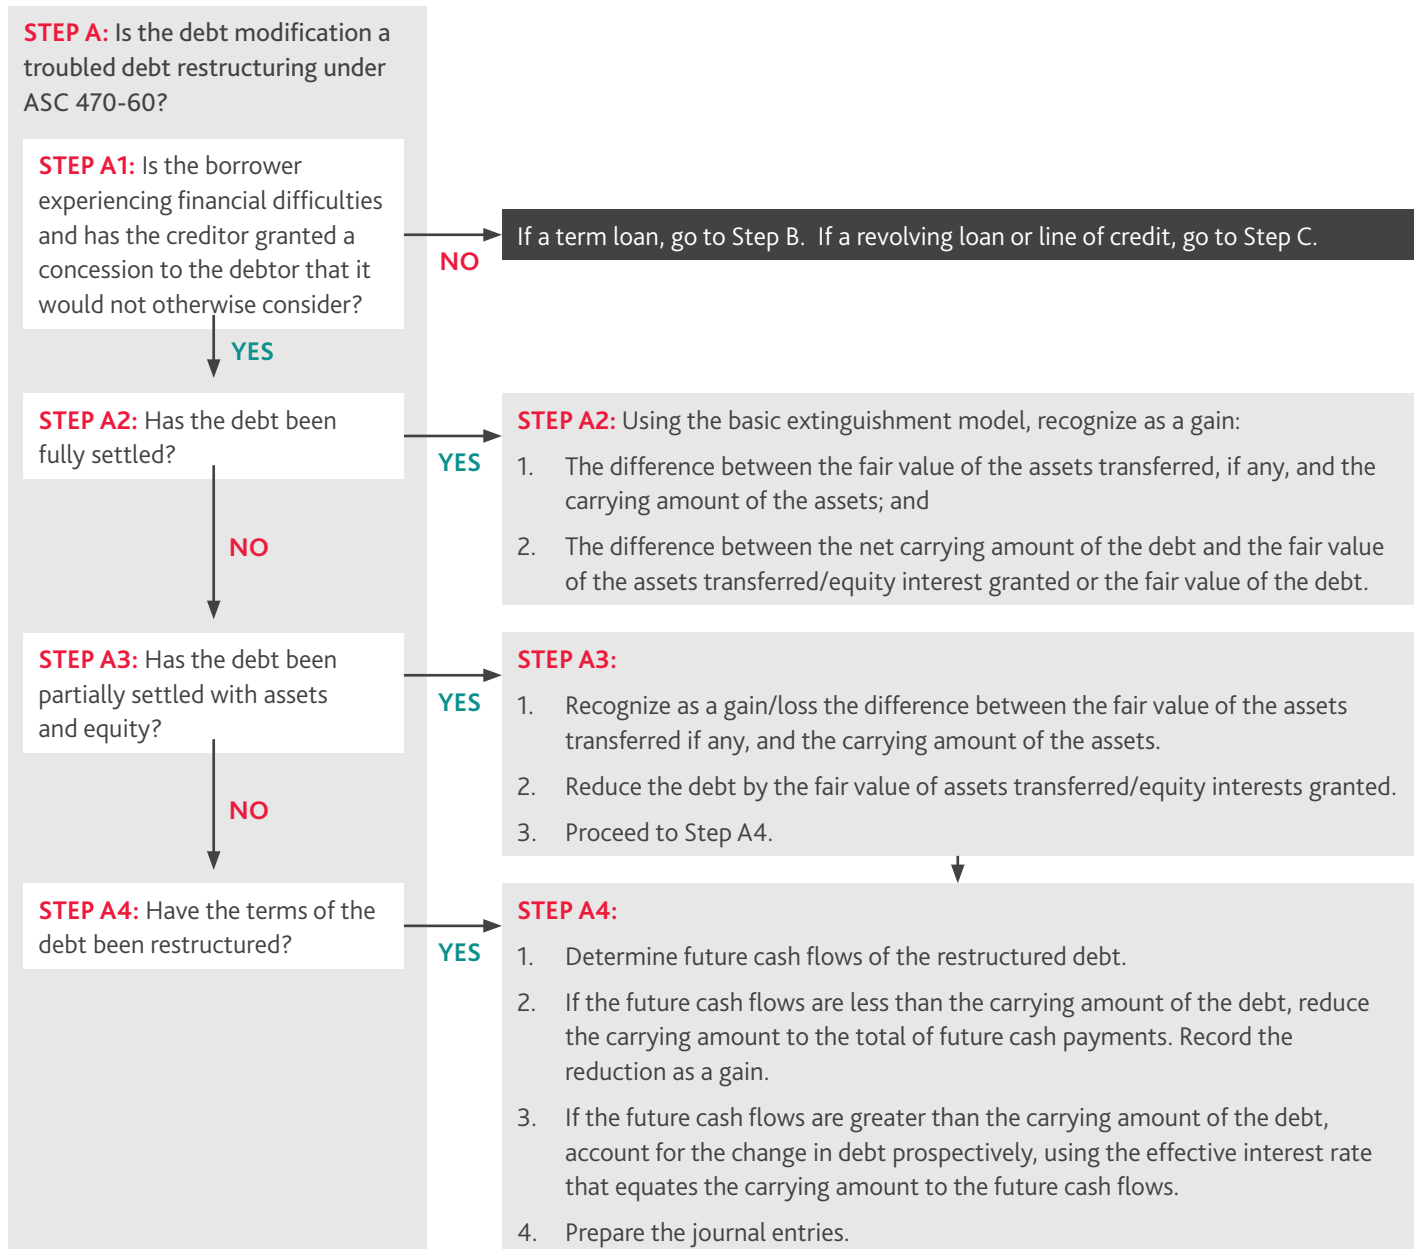 STEP A: Is the debt modification a
troubled debt restructuring under
ASC 470-60?
STEP A1: Is the borrower
experiencing financial difficulties
and has the creditor granted a
concession to the debtor that it
would not otherwise consider?
NO
If a term loan, go to Step B. If a revolving loan or line of credit, go to Step C.
YES
STEP A2: Has the debt been
fully settled?
YES
STEP A2: Using the basic extinguishment model, recognize as a gain:
1. The difference between the fair value of the assets transferred, if any, and the
carrying amount of the assets; and
2. The difference between the net carrying amount of the debt and the fair value
of the assets transferred/equity interest granted or the fair value of the debt.
NO
STEP A3: Has the debt been
partially settled with assets
and equity?
YES
STEP A3:
1. Recognize as a gain/loss the difference between the fair value of the assets
transferred if any, and the carrying amount of the assets.
2. Reduce the debt by the fair value of assets transferred/equity interests granted.
3. Proceed to Step A4.
NO
STEP A4: Have the terms of the
debt been restructured?
YES
STEP A4:
1. Determine future cash flows of the restructured debt.
2. If the future cash flows are less than the carrying amount of the debt, reduce
the carrying amount to the total of future cash payments. Record the
reduction as a gain.
3. If the future cash flows are greater than the carrying amount of the debt,
account for the change in debt prospectively, using the effective interest rate
that equates the carrying amount to the future cash flows.
4. Prepare the journal entries.